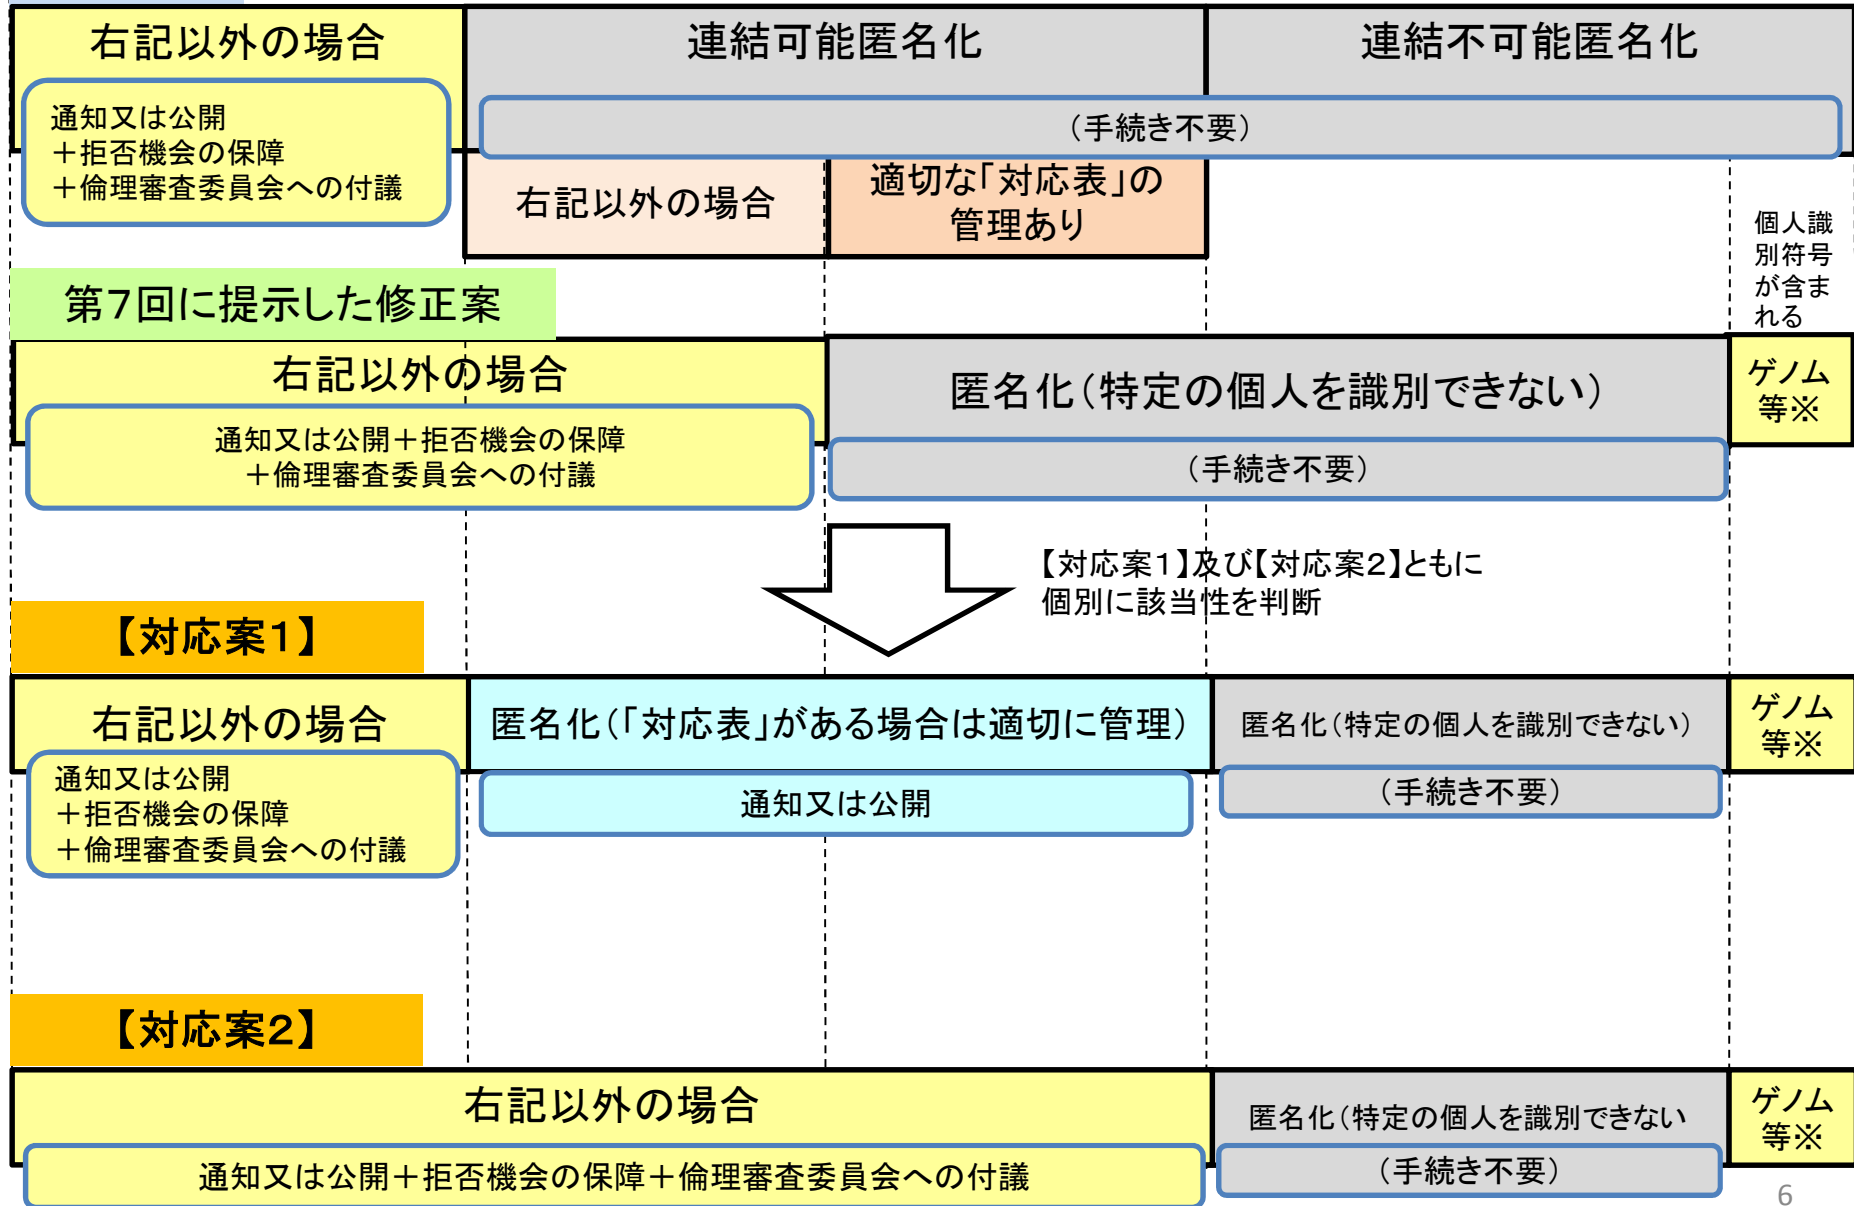 右記以外の場合
連結可能匿名化
連結不可能匿名化
通知又は公開
＋拒否機会の保障
＋倫理審査委員会への付議
（手続き不要）
右記以外の場合
適切な「対応表」の
管理あり
個人識
別符号
が含ま
れる
第７回に提示した修正案
右記以外の場合
匿名化（特定の個人を識別できない）
ゲノム
等※
通知又は公開＋拒否機会の保障
＋倫理審査委員会への付議
（手続き不要）
【対応案１】及び【対応案２】ともに
個別に該当性を判断
【対応案１】
右記以外の場合
匿名化（「対応表」がある場合は適切に管理）
匿名化（特定の個人を識別できない）
ゲノム
等※
通知又は公開
＋拒否機会の保障
＋倫理審査委員会への付議
通知又は公開
（手続き不要）
【対応案２】
右記以外の場合
匿名化（特定の個人を識別できない
ゲノム
等※
通知又は公開＋拒否機会の保障＋倫理審査委員会への付議
（手続き不要）
6